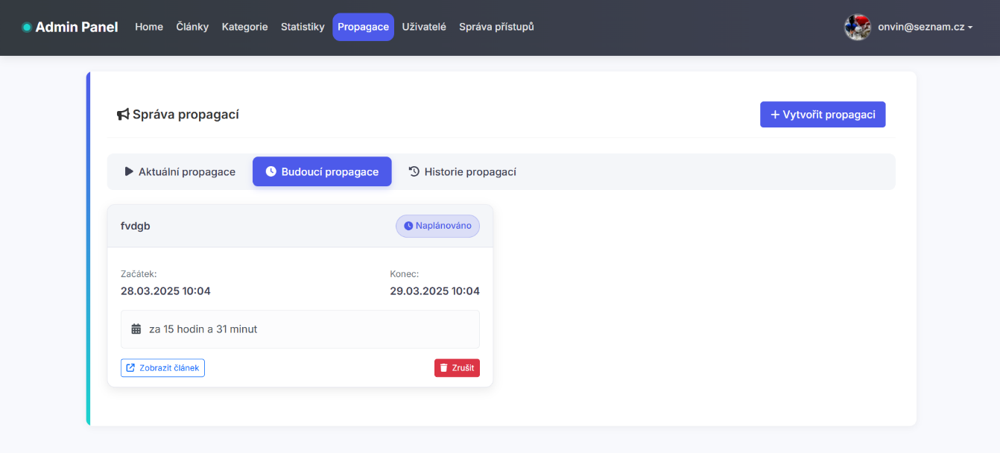 Admin Panel Home Články Kategorie Statistiky Propagace Uživatelé Správa přístupů onvin@seznam.cz
Správa propagací
+ Vytvořit propagaci
Aktuální propagace Budoucí propagace Historie propagací
fvdgb Naplánováno
Začátek: Konec:
28.03.2025 10:04 29.03.2025 10:04
za 15 hodin a 31 minut
Zobrazit článek Zrušit